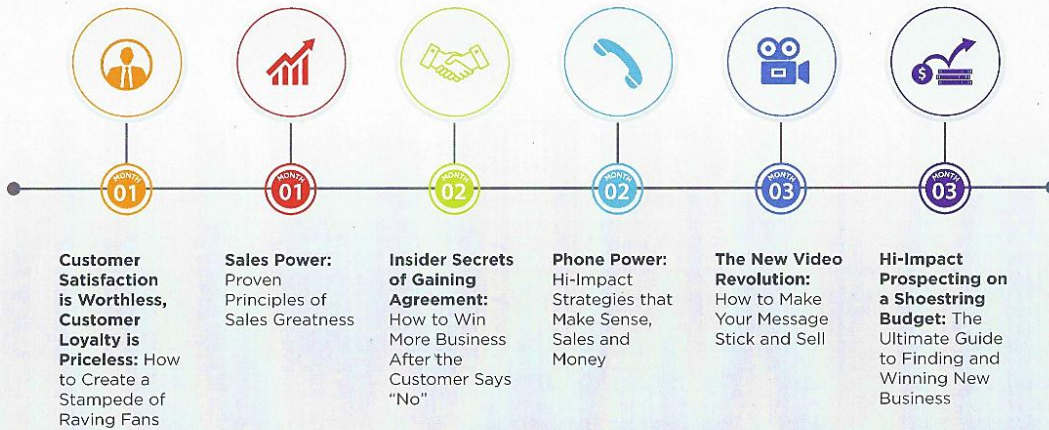 MONTH
01
MONTH
01
MONTH
02
MONTH
02
MONTH
03
MONTH
03
$
Customer
Satisfaction
is Worthless,
Customer
Loyalty is
Priceless: How
to Create a
Stampede of
Raving Fans
Sales Power:
Proven
Principles of
Sales Greatness
Insider Secrets
of Gaining
Agreement:
How to Win
More Business
After the
Customer Says
“No”
Phone Power:
Hi-Impact
Strategies that
Make Sense,
Sales and
Money
The New Video
Revolution:
How to Make
Your Message
Stick and Sell
Hi-Impact
Prospecting on
a Shoestring
Budget: The
Ultimate Guide
to Finding and
Winning New
Business